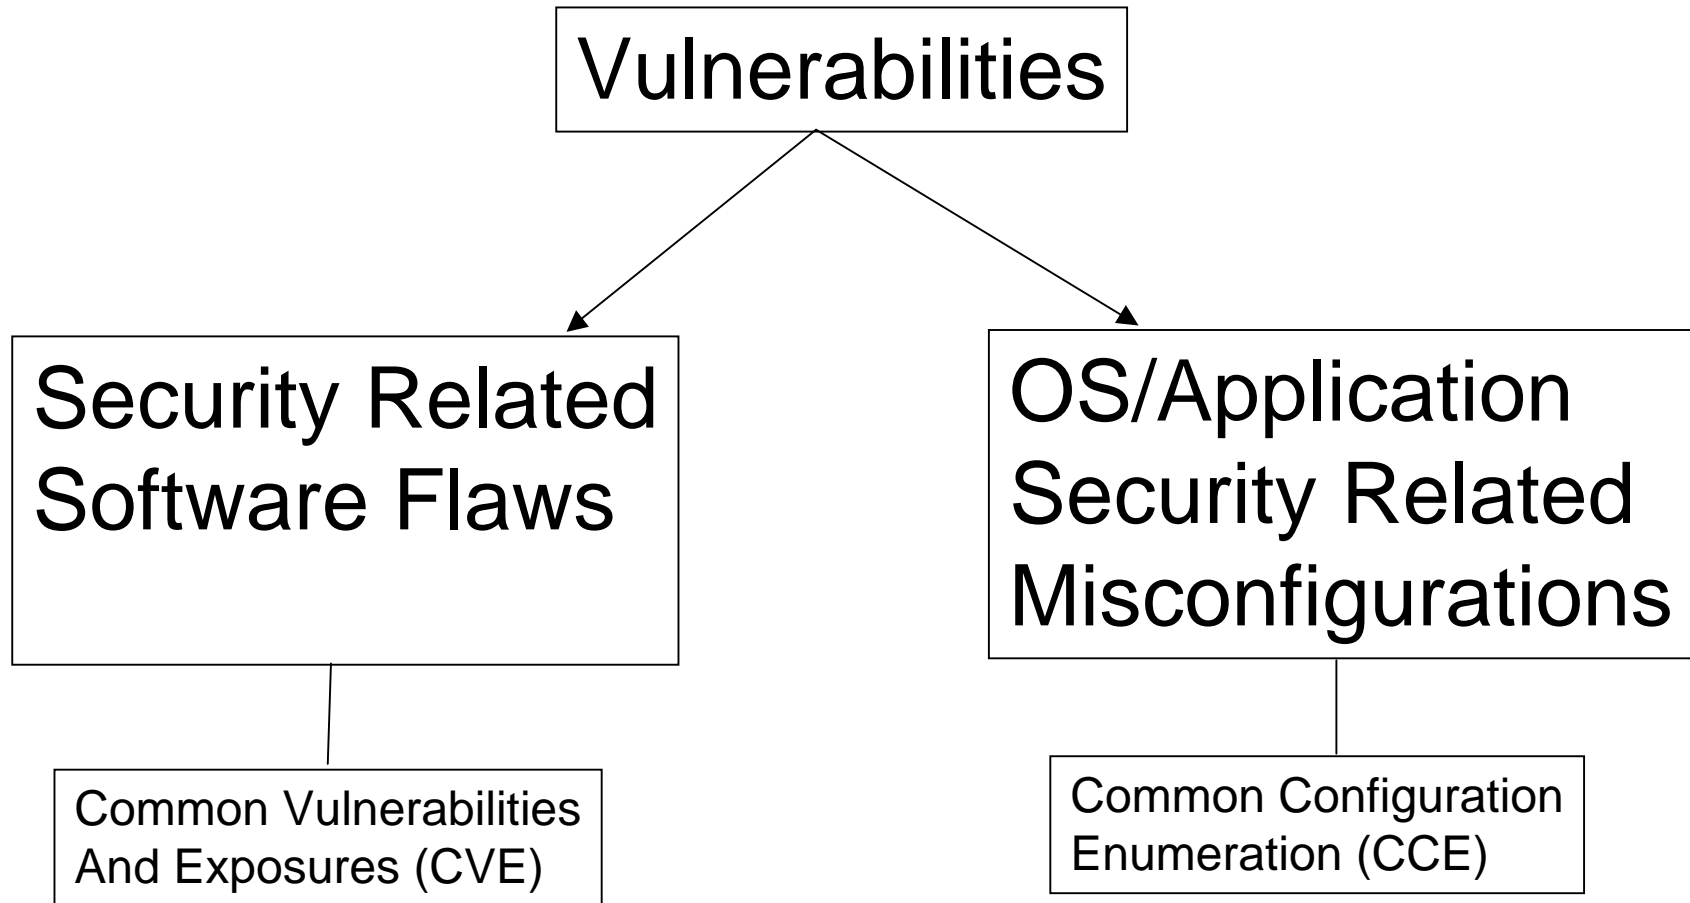 Vulnerabilities
Security Related
Software Flaws
OS/Application
Security Related
Misconfigurations
Common Vulnerabilities
And Exposures (CVE)
Common Configuration
Enumeration (CCE)